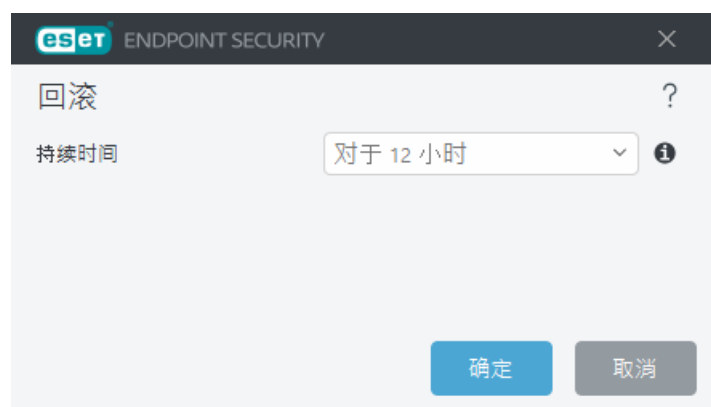 eseT ENDPOINT SECURITY
回滚 ?
持续时间 对于 12 小时
确定 取消